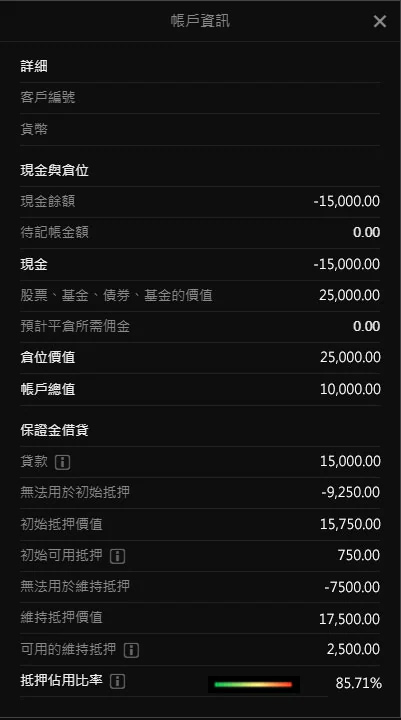 帳戶資訊 ×
詳細
客戶編號
貨幣
現金與倉位
現金餘額 -15,000.00
待記帳金額 0.00
現金 -15,000.00
股票、基金、債券、基金的價值 25,000.00
預計平倉所需佣金 0.00
倉位價值 25,000.00
帳戶總值 10,000.00
保證金借貸
貸款 i 15,000.00
無法用於初始抵押 -9,250.00
初始抵押價值 15,750.00
初始可用抵押 i 750.00
無法用於維持抵押 -7500.00
維持抵押價值 17,500.00
可用的維持抵押 i 2,500.00
抵押佔用比率 i 85.71%